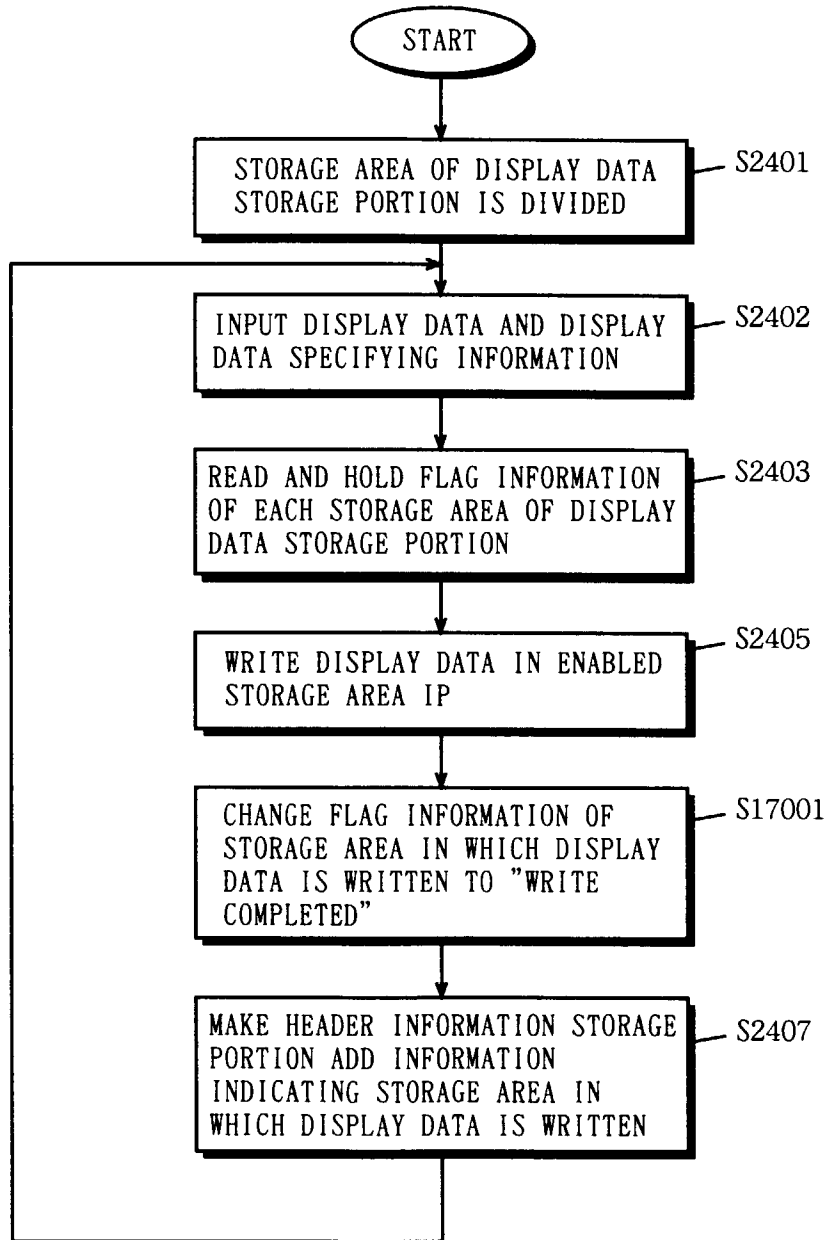 START
STORAGE AREA OF DISPLAY DATA
STORAGE PORTION IS DIVIDED
S2401
INPUT DISPLAY DATA AND DISPLAY
DATA SPECIFYING INFORMATION
S2402
READ AND HOLD FLAG INFORMATION
OF EACH STORAGE AREA OF DISPLAY
DATA STORAGE PORTION
S2403
WRITE DISPLAY DATA IN ENABLED
STORAGE AREA IP
S2405
CHANGE FLAG INFORMATION OF
STORAGE AREA IN WHICH DISPLAY
DATA IS WRITTEN TO ”WRITE
COMPLETED”
S17001
MAKE HEADER INFORMATION STORAGE
PORTION ADD INFORMATION
INDICATING STORAGE AREA IN
WHICH DISPLAY DATA IS WRITTEN
S2407